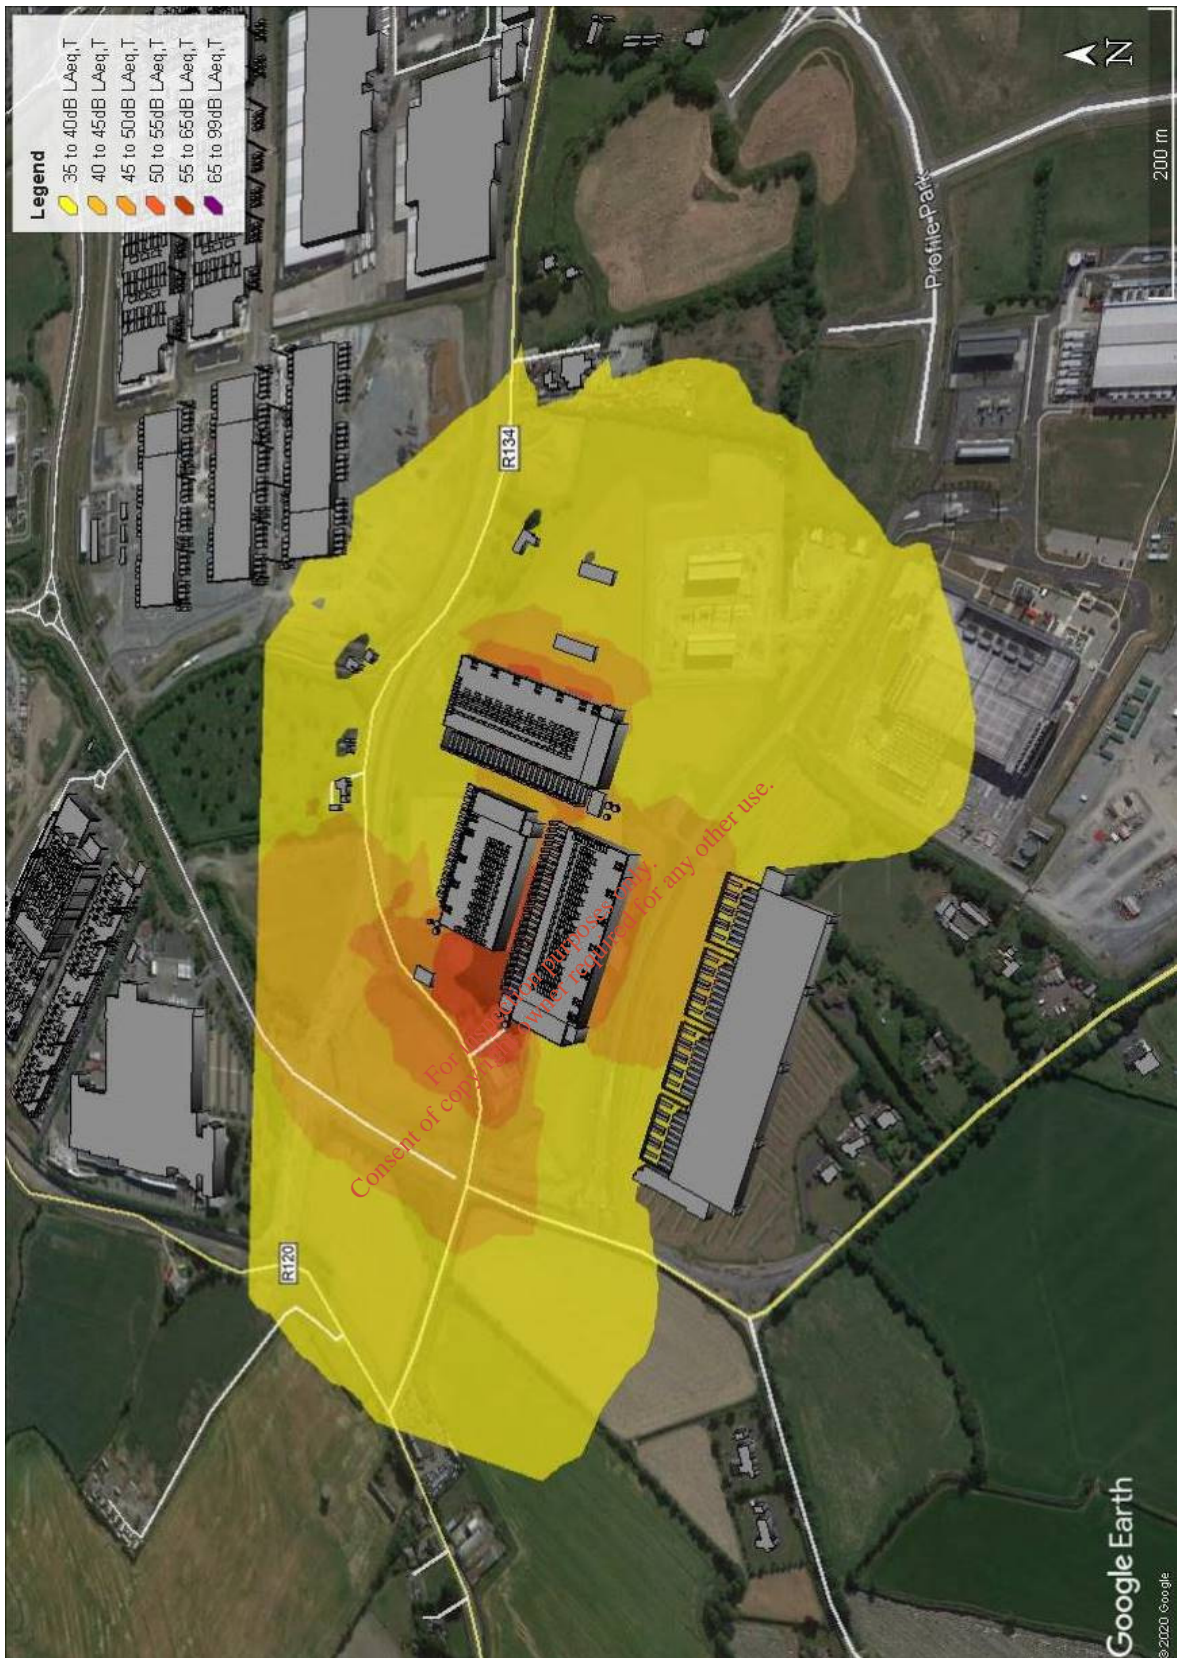 Legend
35 to 40dB LAeq,T
40 to 45dB LAeq,T
45 to 50dB LAeq,T
50 to 55dB LAeq,T
55 to 65dB LAeq,T
65 to 99dB LAeq,T
N
200 m
R134
R120
Profile-Park
For inspection purposes only.
Consent of copyright owner required for any other use.
Google Earth
©2020 Google